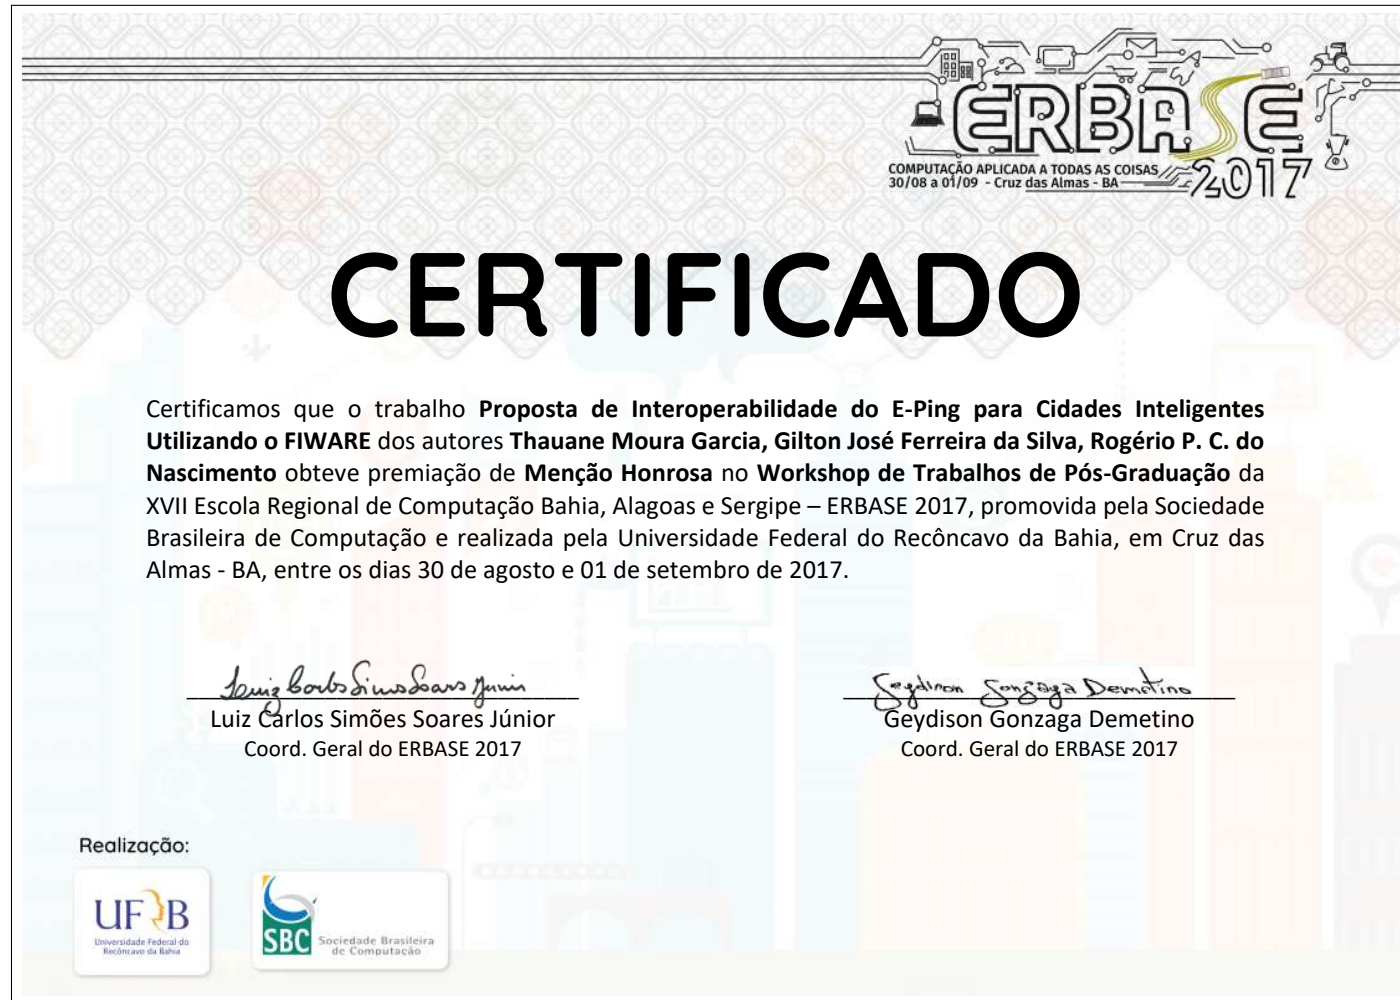 ERBASE
COMPUTAÇÃO APLICADA A TODAS AS COISAS
30/08 a 01/09 - Cruz das Almas - BA
2017
CERTIFICADO
Certificamos que o trabalho Proposta de Interoperabilidade do E-Ping para Cidades Inteligentes
Utilizando o FIWARE dos autores Thauane Moura Garcia, Gilton José Ferreira da Silva, Rogério P. C. do
Nascimento obteve premiação de Menção Honrosa no Workshop de Trabalhos de Pós-Graduação da
XVII Escola Regional de Computação Bahia, Alagoas e Sergipe – ERBASE 2017, promovida pela Sociedade
Brasileira de Computação e realizada pela Universidade Federal do Recôncavo da Bahia, em Cruz das
Almas - BA, entre os dias 30 de agosto e 01 de setembro de 2017.
Luiz Carlos Simões Soares Júnior
Luiz Carlos Simões Soares Júnior
Coord. Geral do ERBASE 2017
Geydison Gonzaga Demetino
Geydison Gonzaga Demetino
Coord. Geral do ERBASE 2017
Realização:
UFRB
Universidade Federal do
Recôncavo da Bahia
SBC
Sociedade Brasileira
de Computação